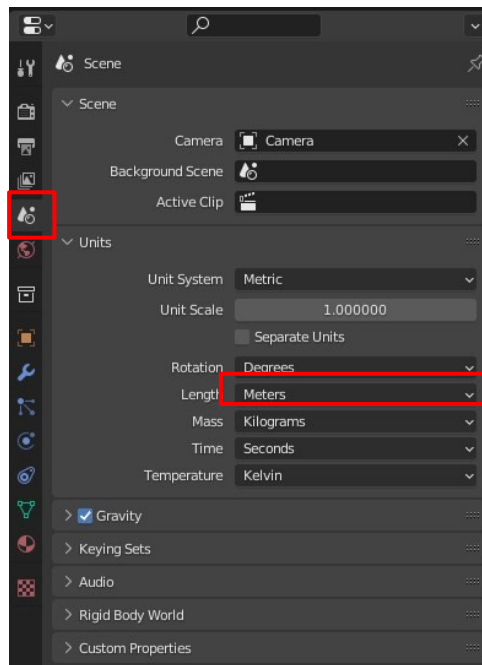 Scene
Scene
Camera Camera
Background Scene
Active Clip
Units
Unit System Metric
Unit Scale 1.000000
Separate Units
Rotation Degrees
Length Meters
Mass Kilograms
Time Seconds
Temperature Kelvin
Gravity
Keying Sets
Audio
Rigid Body World
Custom Properties